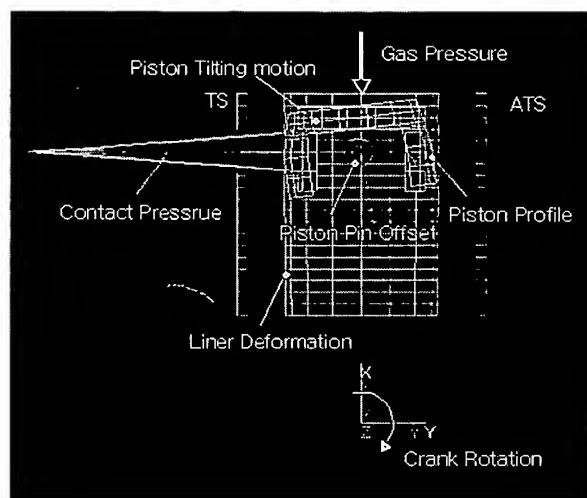 Gas Pressure
Piston Tilting motion
TS
ATS
Contact Pressrue
Piston Pin Offset
Piston Profile
Liner Deformation
X
Z
Y Y
Crank Rotation